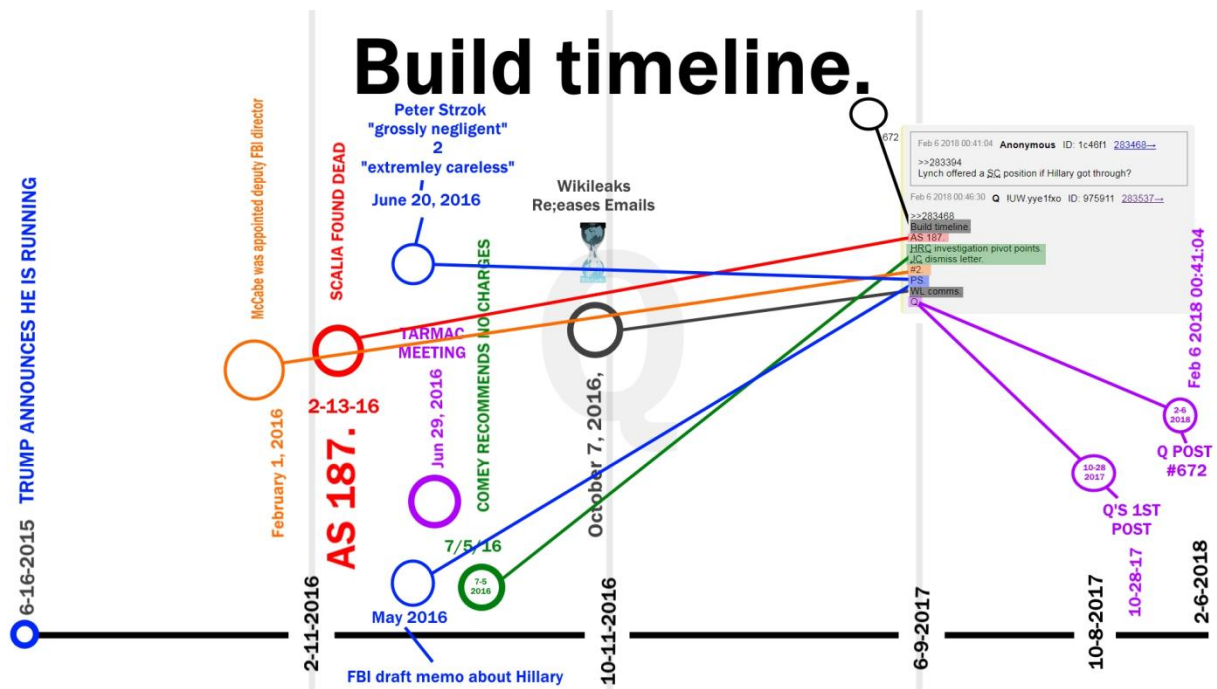 Build timeline.
Peter Strzok
"grossly negligent"
2
"extremley careless"
June 20, 2016
McCabe was appointed deputy FBI director
February 1, 2016
SCALIA FOUND DEAD
2-13-16
AS 187.
Wikileaks
Re;eases Emails
October 7, 2016,
TARMAC
MEETING
Jun 29, 2016
COMEY RECOMMENDS NO CHARGES
7/5/16
7-5
2016
May 2016
FBI draft memo about Hillary
TRUMP ANNOUNCES HE IS RUNNING
6-16-2015
2-11-2016
10-11-2016
6-9-2017
10-8-2017
2-6-2018
672
Feb 6 2018 00:41:04 Anonymous ID: 1c46f1 283468→
>>283394
Lynch offered a SC position if Hillary got through?
Feb 6 2018 00:46:30 Q !UW.yye1fxo ID: 975911 283537→
>>283468
Build timeline.
AS 187.
HRC investigation pivot points.
JC dismiss letter.
#2.
PS.
WL comms.
Q
Q
Feb 6 2018 00:41:04
2-6
2018
Q POST
#672
10-28
2017
Q'S 1ST
POST
10-28-17